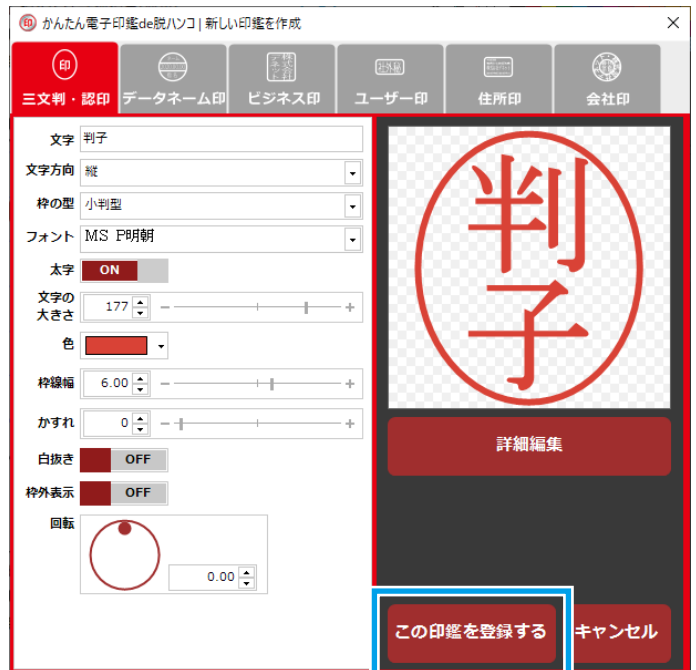 印 かんたん電子印鑑de脱ハンコ | 新しい印鑑を作成
印
三文判・認印 データネーム印 ビジネス印 ユーザー印 住所印 会社印
文字 判子
文字方向 縦
枠の型 小判型
フォント MS P明朝
太字 ON
文字の
大きさ 177
色
枠線幅 6.00
かすれ 0
白抜き OFF
枠外表示 OFF
回転
0.00
判子
詳細編集
この印鑑を登録する キャンセル